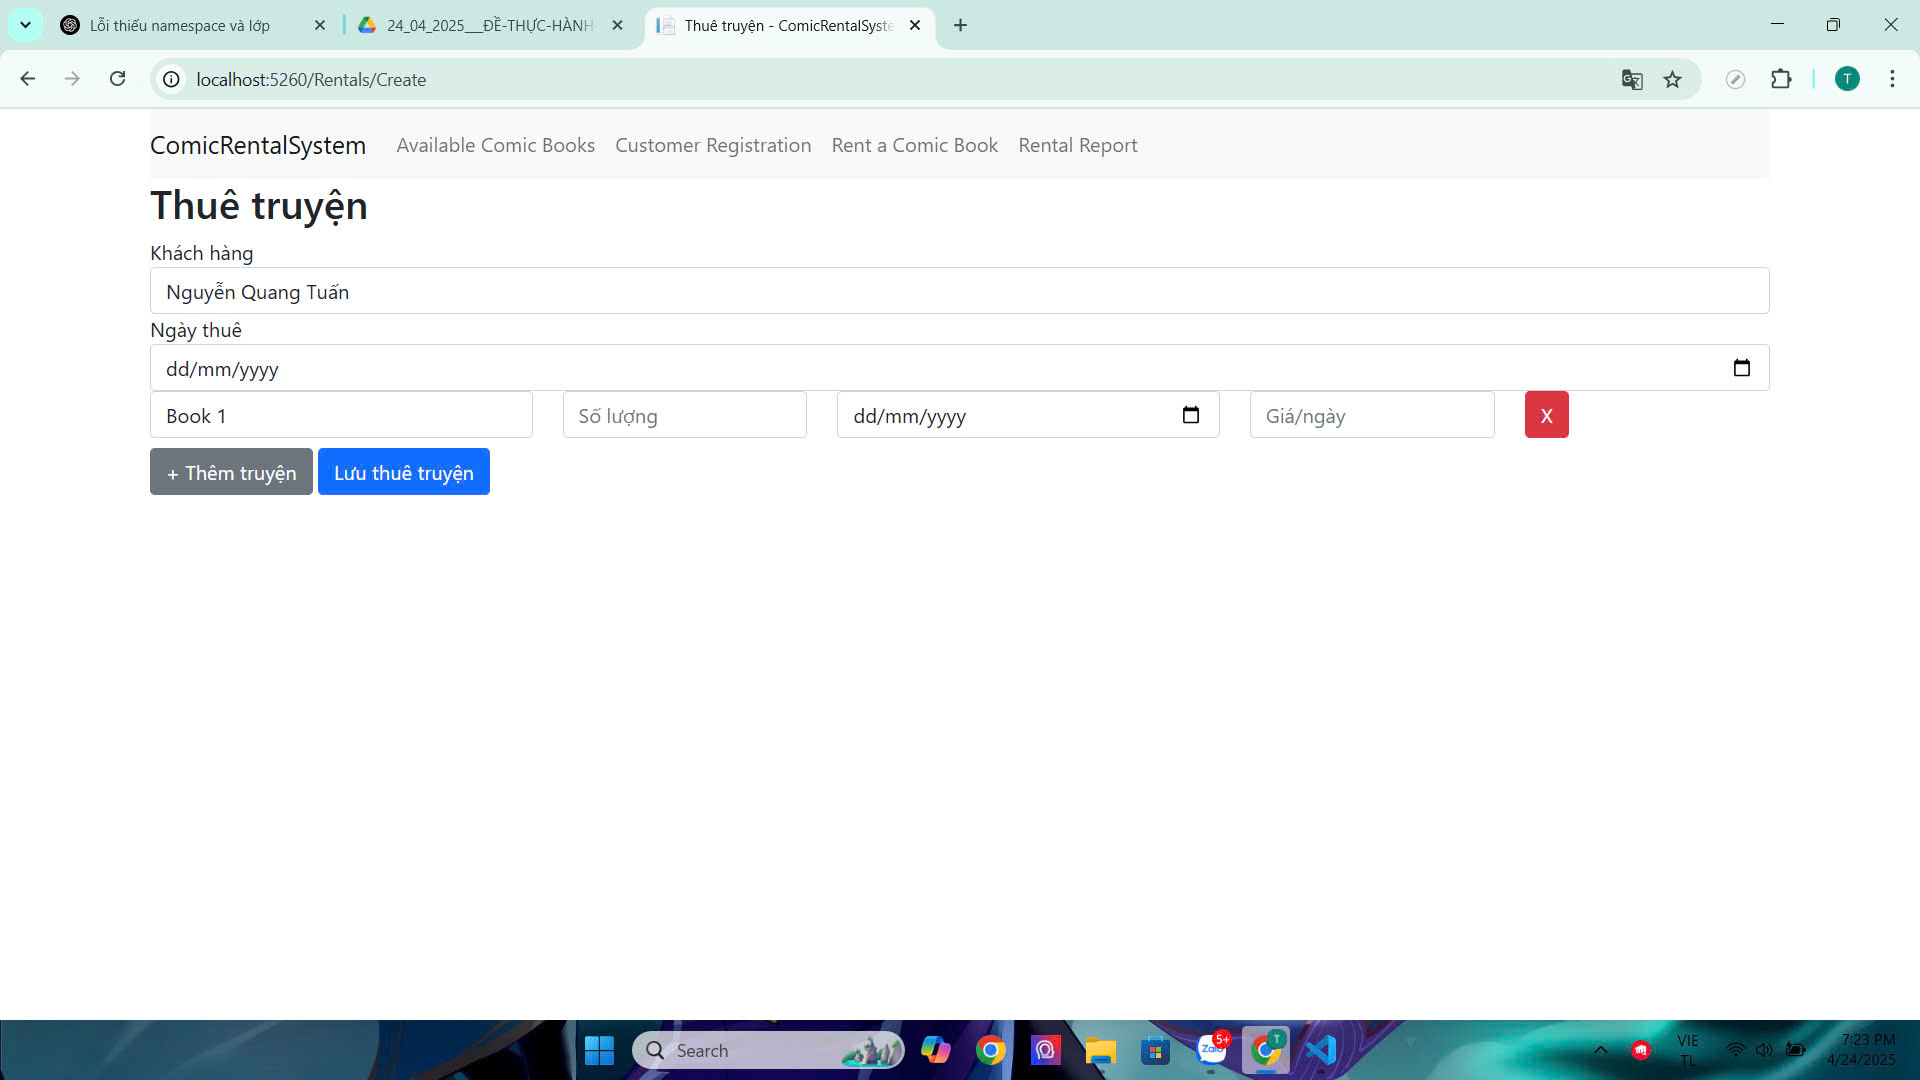 Lỗi thiếu namespace và lớp
24_04_2025___ĐỀ-THỰC-HÀNH
Thuê truyện - ComicRentalSyste
localhost:5260/Rentals/Create
T
ComicRentalSystem
Available Comic Books
Customer Registration
Rent a Comic Book
Rental Report
Thuê truyện
Khách hàng
Nguyễn Quang Tuấn
Ngày thuê
dd/mm/yyyy
Book 1
Số lượng
dd/mm/yyyy
Giá/ngày
X
+ Thêm truyện
Lưu thuê truyện
Search
Zalo
5+
T
VIE
TL
7:23 PM
4/24/2025